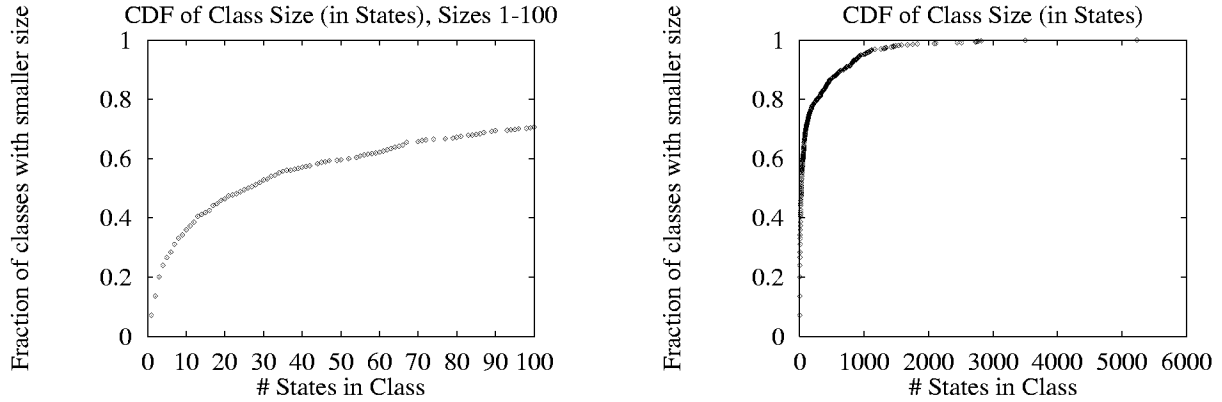 CDF of Class Size (in States), Sizes 1-100
Fraction of classes with smaller size
1
0.8
0.6
0.4
0.2
0
0 10 20 30 40 50 60 70 80 90 100
# States in Class
CDF of Class Size (in States)
Fraction of classes with smaller size
1
0.8
0.6
0.4
0.2
0
0 1000 2000 3000 4000 5000 6000
# States in Class